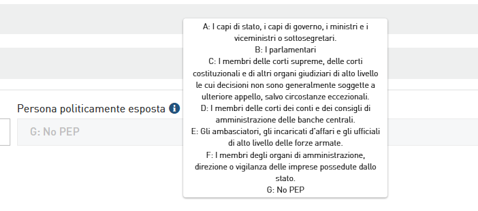 A: I capi di stato, i capi di governo, i ministri e i
viceministri o sottosegretari.
B: I parlamentari
C: I membri delle corti supreme, delle corti
costituzionali e di altri organi giudiziari di alto livello
le cui decisioni non sono generalmente soggette a
ulteriore appello, salvo circostanze eccezionali.
D: I membri delle corti dei conti e dei consigli di
amministrazione delle banche centrali.
E: Gli ambasciatori, gli incaricati d'affari e gli ufficiali
di alto livello delle forze armate.
F: I membri degli organi di amministrazione,
direzione o vigilanza delle imprese possedute dallo
stato.
G: No PEP
Persona politicamente esposta
G: No PEP